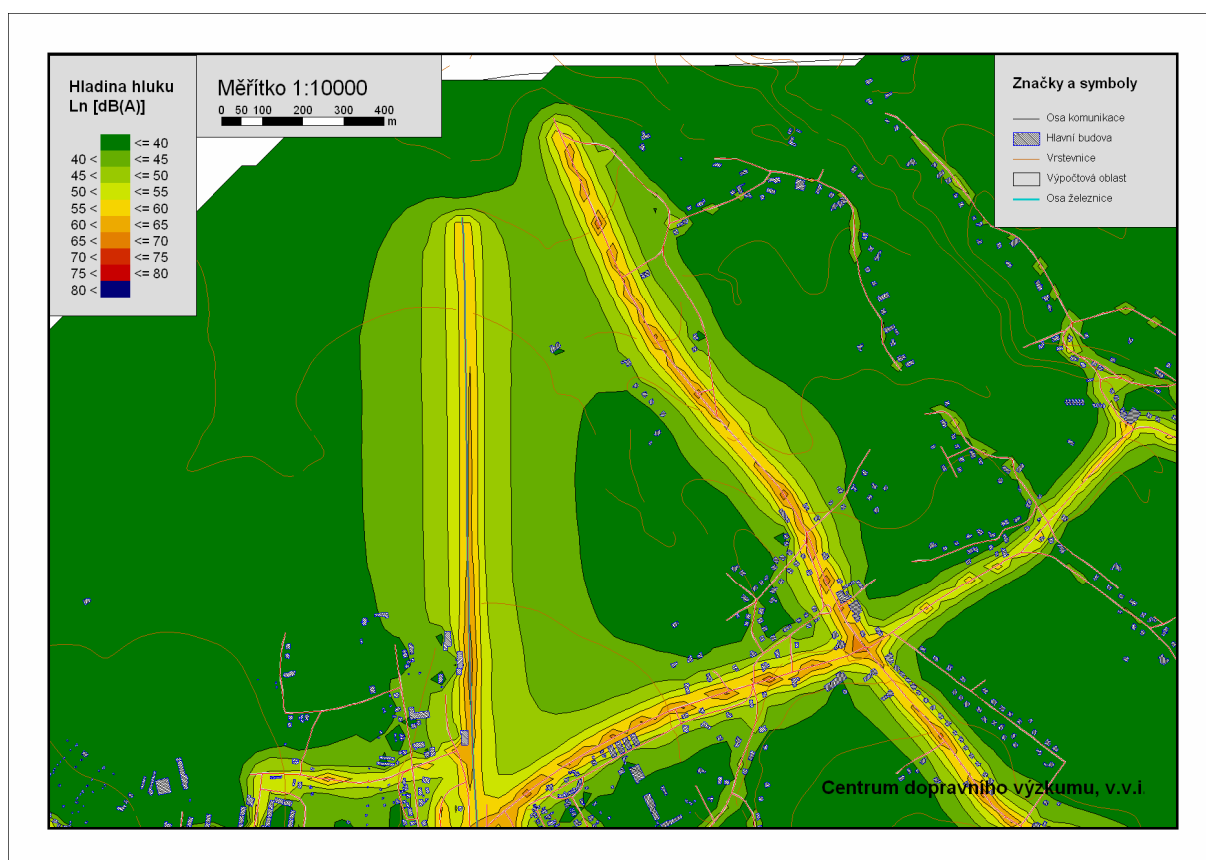 Hladina hluku
Ln [dB(A)]
<= 40
40 < <= 45
45 < <= 50
50 < <= 55
55 < <= 60
60 < <= 65
65 < <= 70
70 < <= 75
75 < <= 80
80 <
Měřítko 1:10000
0 50 100 200 300 400
m
Značky a symboly
Osa komunikace
Hlavní budova
Vrstevnice
Výpočtová oblast
Osa železnice
Centrum dopravního výzkumu, v.v.i.